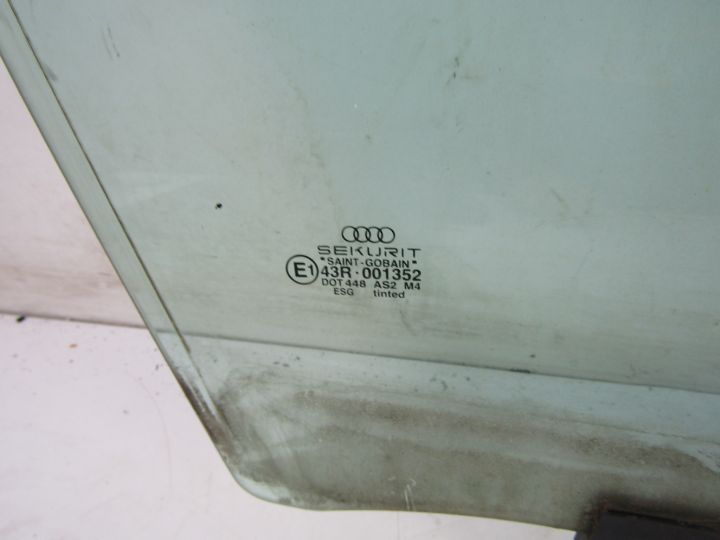 SEKURIT
"SAINT-GOBAIN"
E1 43R·001352
DOT 448 AS2 M4
ESG tinted